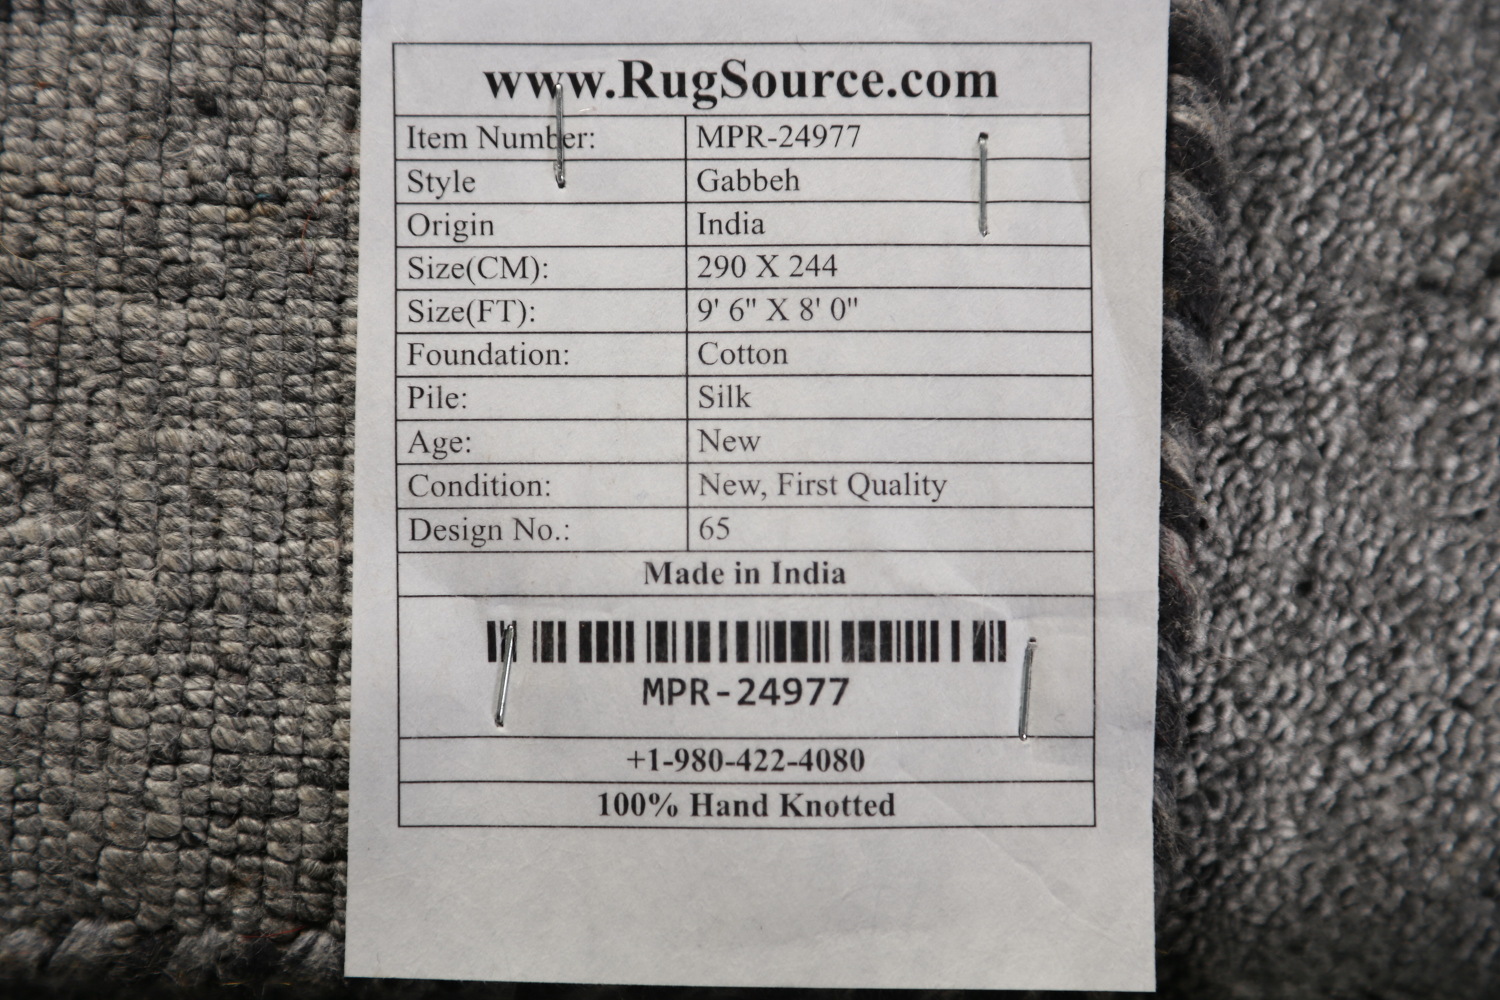 www.RugSource.com
Item Number: MPR-24977
Style Gabbeh
Origin India
Size(CM): 290 X 244
Size(FT): 9' 6" X 8' 0"
Foundation: Cotton
Pile: Silk
Age: New
Condition: New, First Quality
Design No.: 65
Made in India
MPR-24977
+1-980-422-4080
100% Hand Knotted